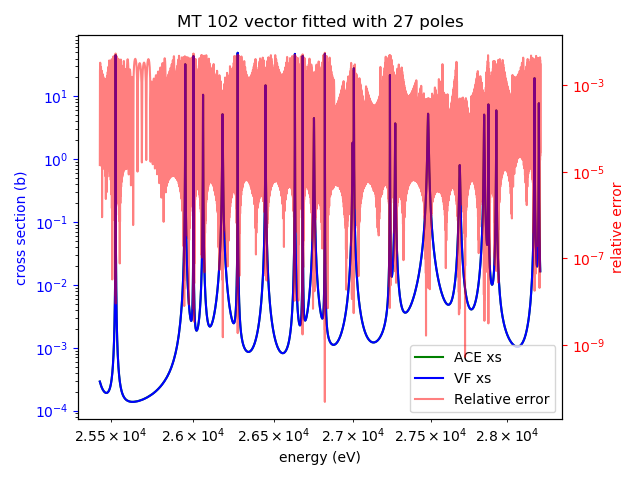 MT 102 vector fitted with 27 poles
10¹
10⁰
10⁻¹
10⁻²
10⁻³
10⁻⁴
cross section (b)
10⁻³
10⁻⁵
10⁻⁷
10⁻⁹
relative error
ACE xs
VF xs
Relative error
2.55 × 10⁴ 2.6 × 10⁴ 2.65 × 10⁴ 2.7 × 10⁴ 2.75 × 10⁴ 2.8 × 10⁴
energy (eV)